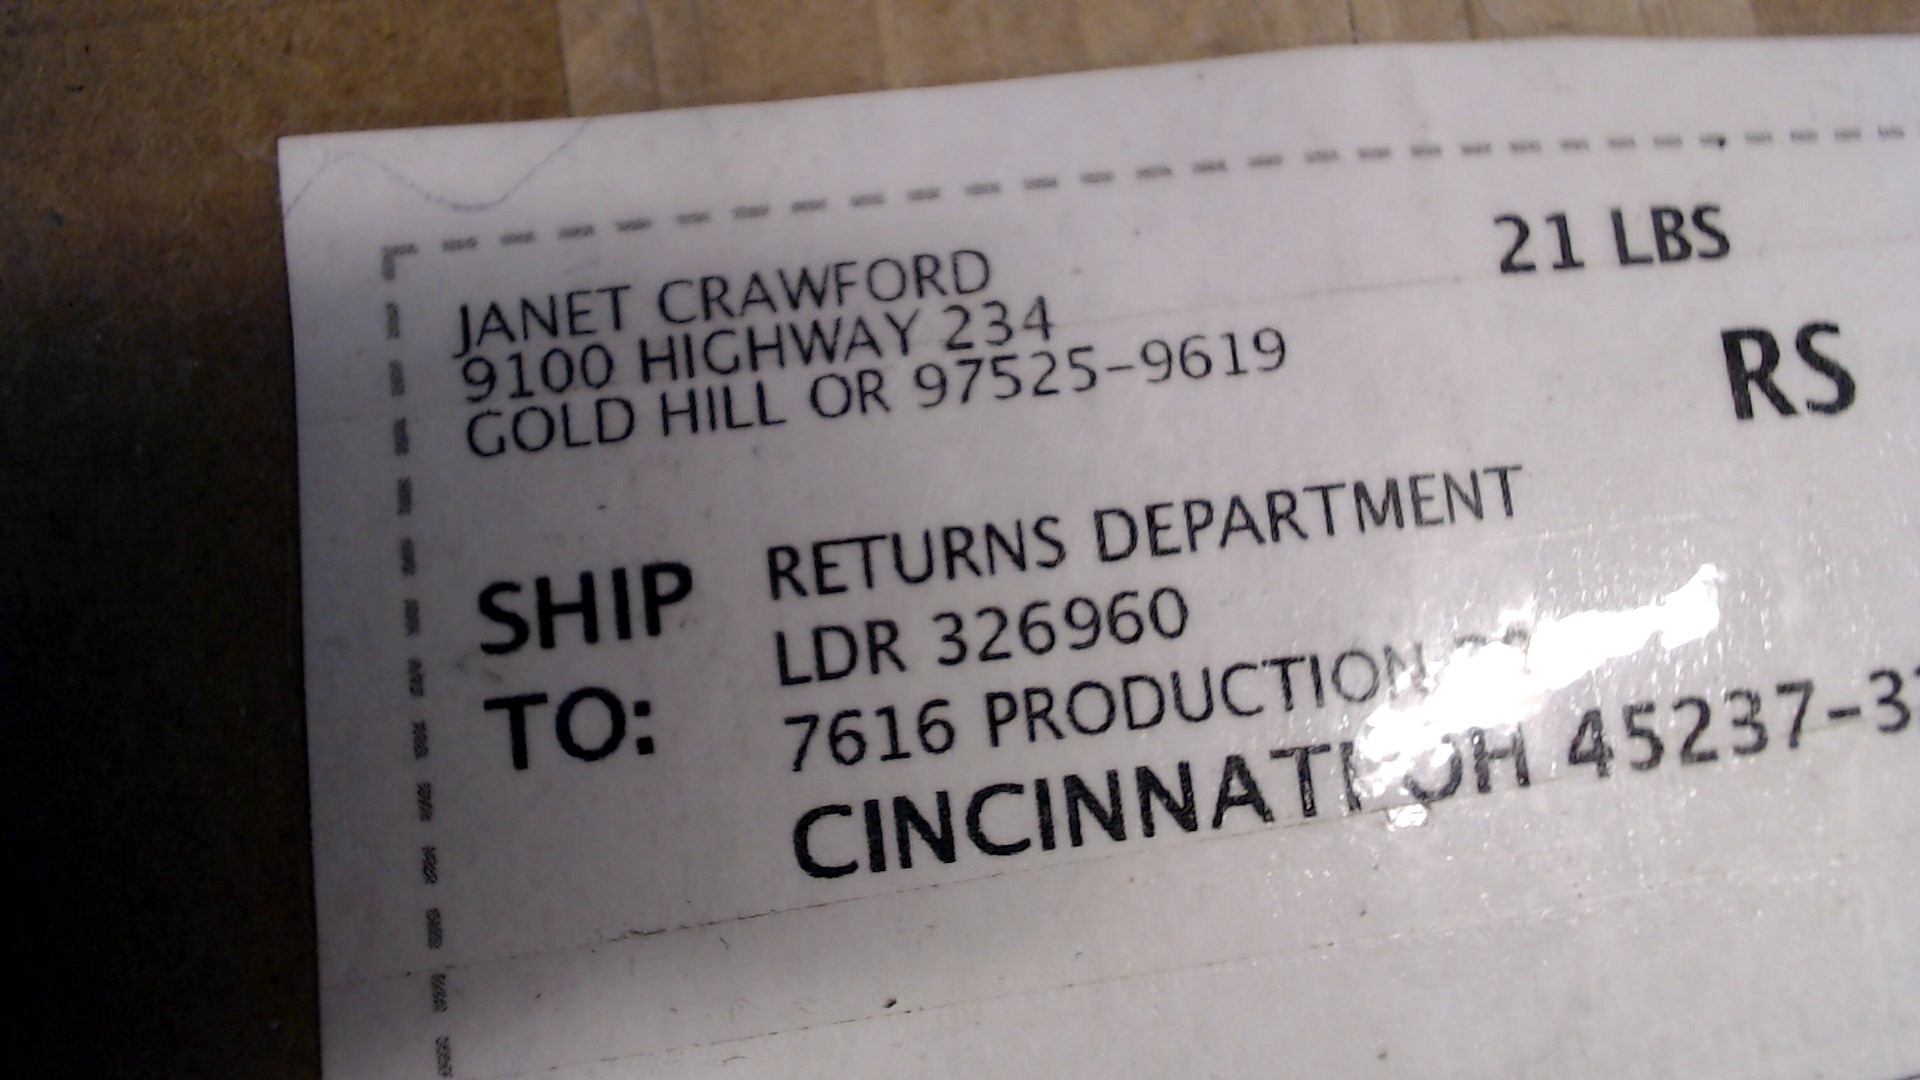 JANET CRAWFORD
9100 HIGHWAY 234
GOLD HILL OR 97525-9619
21 LBS
RS
SHIP TO:
RETURNS DEPARTMENT
LDR 326960
7616 PRODUCTION
CINCINNATI OH 45237-3